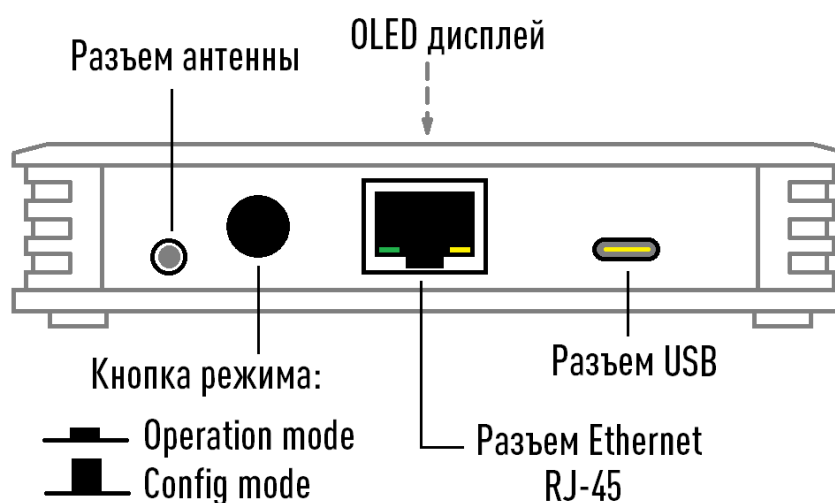 OLED дисплей
Разъем антенны
Кнопка режима:
Operation mode
Config mode
Разъем USB
Разъем Ethernet
RJ-45